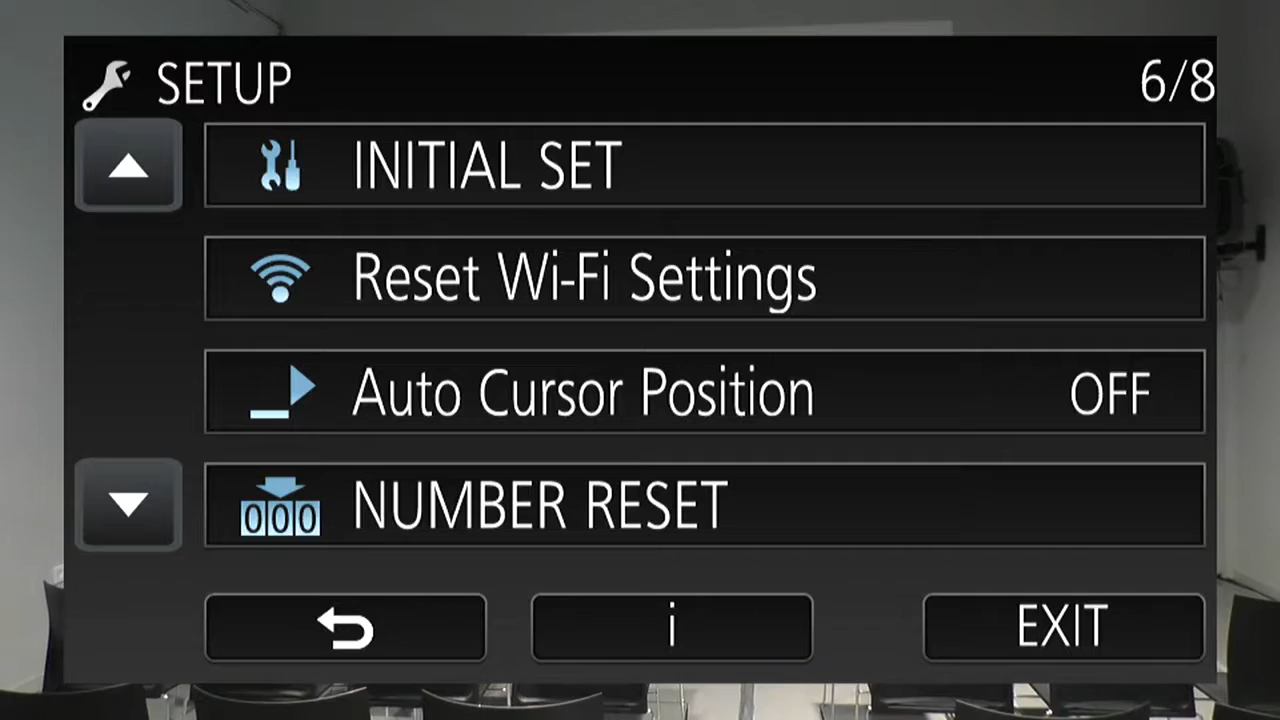 SETUP 6/8
INITIAL SET
Reset Wi-Fi Settings
Auto Cursor Position OFF
000 NUMBER RESET
i EXIT